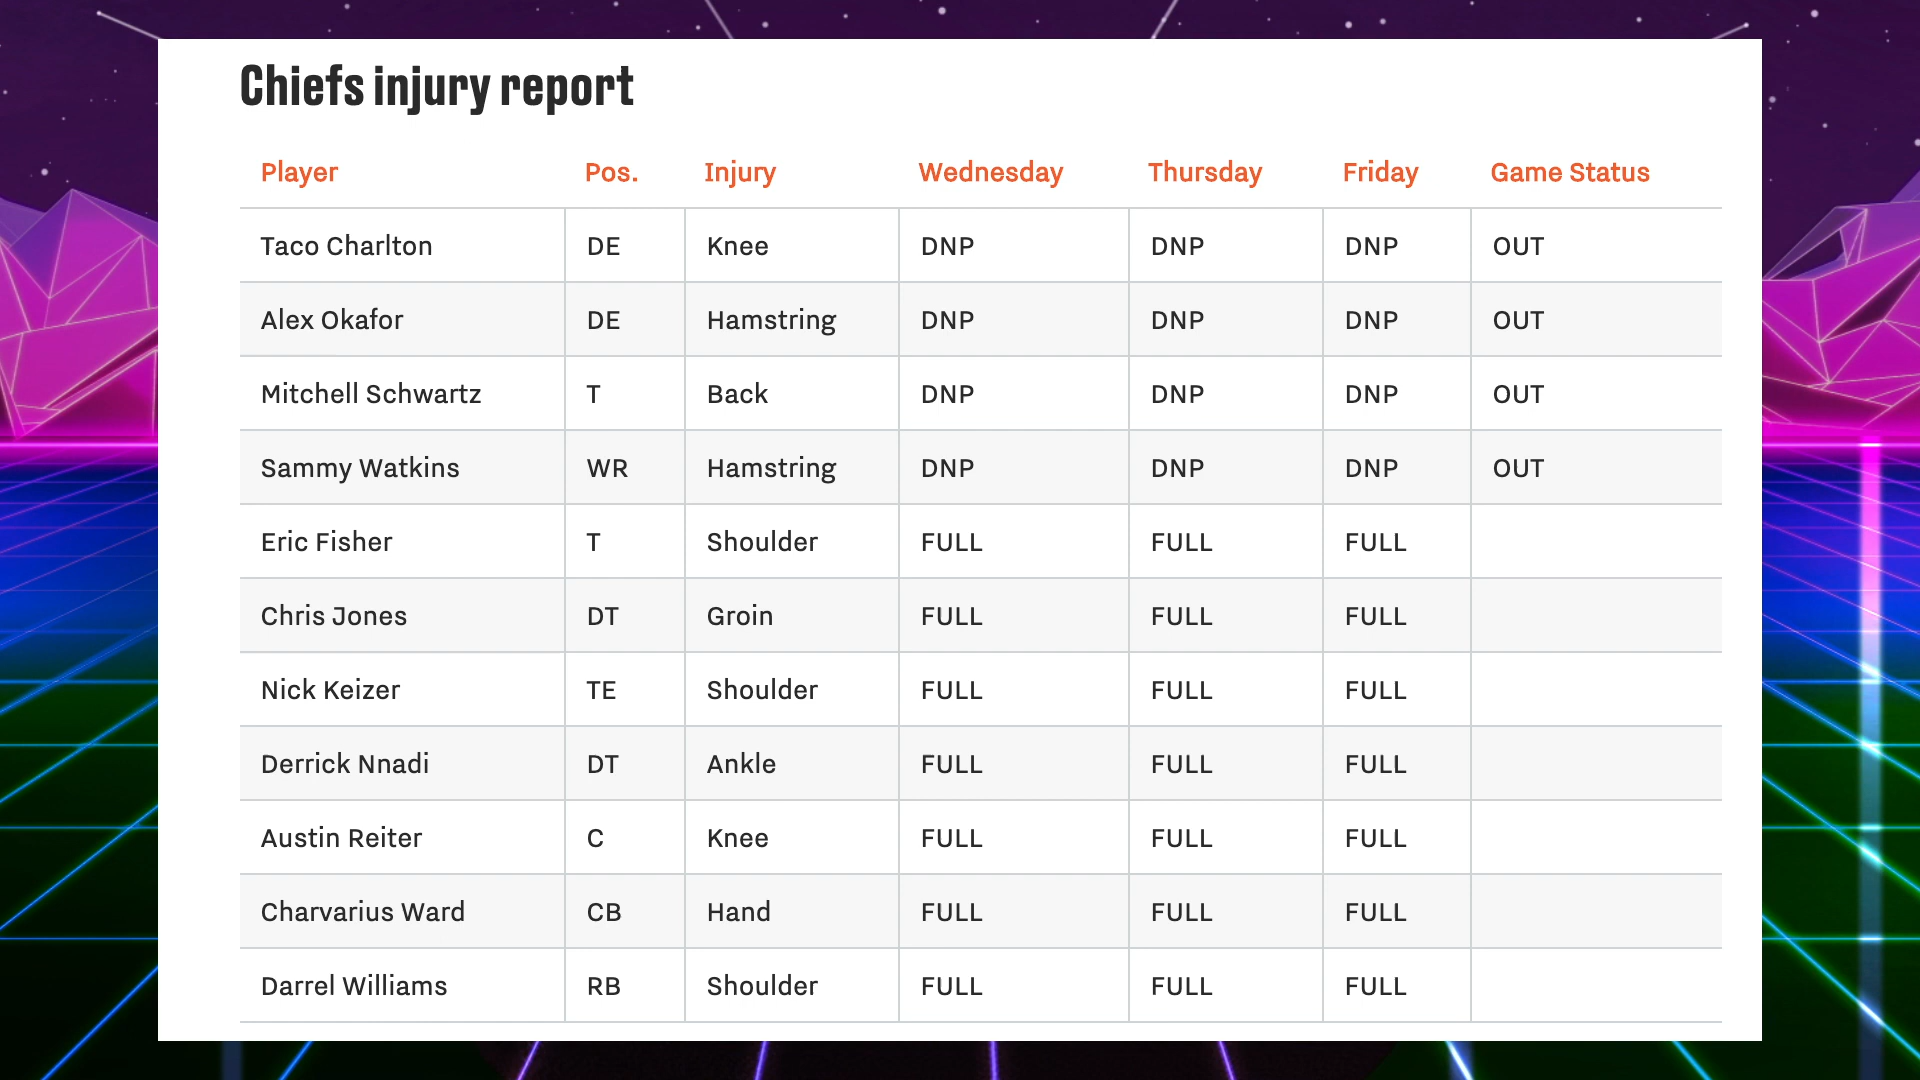 Chiefs injury report
Player Pos. Injury Wednesday Thursday Friday Game Status
Taco Charlton DE Knee DNP DNP DNP OUT
Alex Okafor DE Hamstring DNP DNP DNP OUT
Mitchell Schwartz T Back DNP DNP DNP OUT
Sammy Watkins WR Hamstring DNP DNP DNP OUT
Eric Fisher T Shoulder FULL FULL FULL
Chris Jones DT Groin FULL FULL FULL
Nick Keizer TE Shoulder FULL FULL FULL
Derrick Nnadi DT Ankle FULL FULL FULL
Austin Reiter C Knee FULL FULL FULL
Charvarius Ward CB Hand FULL FULL FULL
Darrel Williams RB Shoulder FULL FULL FULL